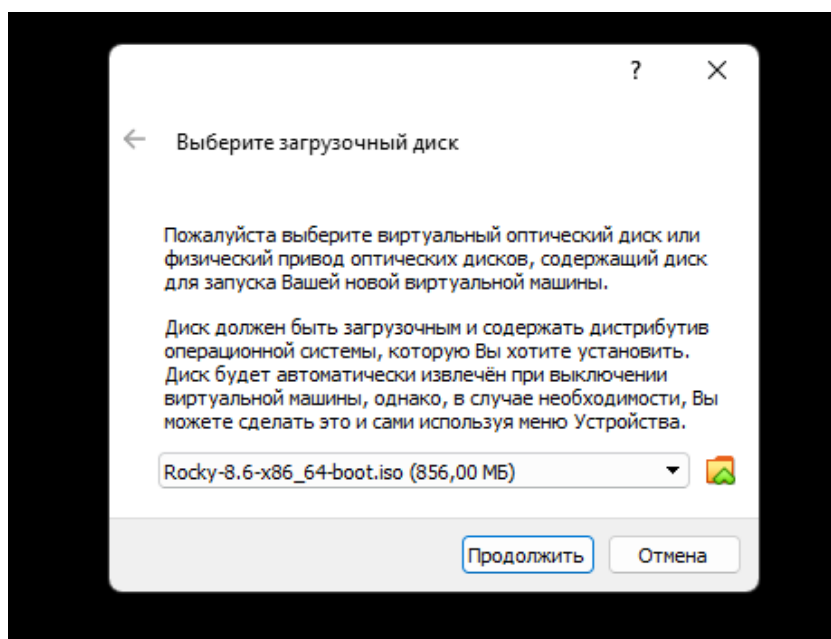 ?
Выберите загрузочный диск
Пожалуйста выберите виртуальный оптический диск или
физический привод оптических дисков, содержащий диск
для запуска Вашей новой виртуальной машины.
Диск должен быть загрузочным и содержать дистрибутив
операционной системы, которую Вы хотите установить.
Диск будет автоматически извлечён при выключении
виртуальной машины, однако, в случае необходимости, Вы
можете сделать это и сами используя меню Устройства.
Rocky-8.6-x86_64-boot.iso (856,00 МБ)
Продолжить Отмена